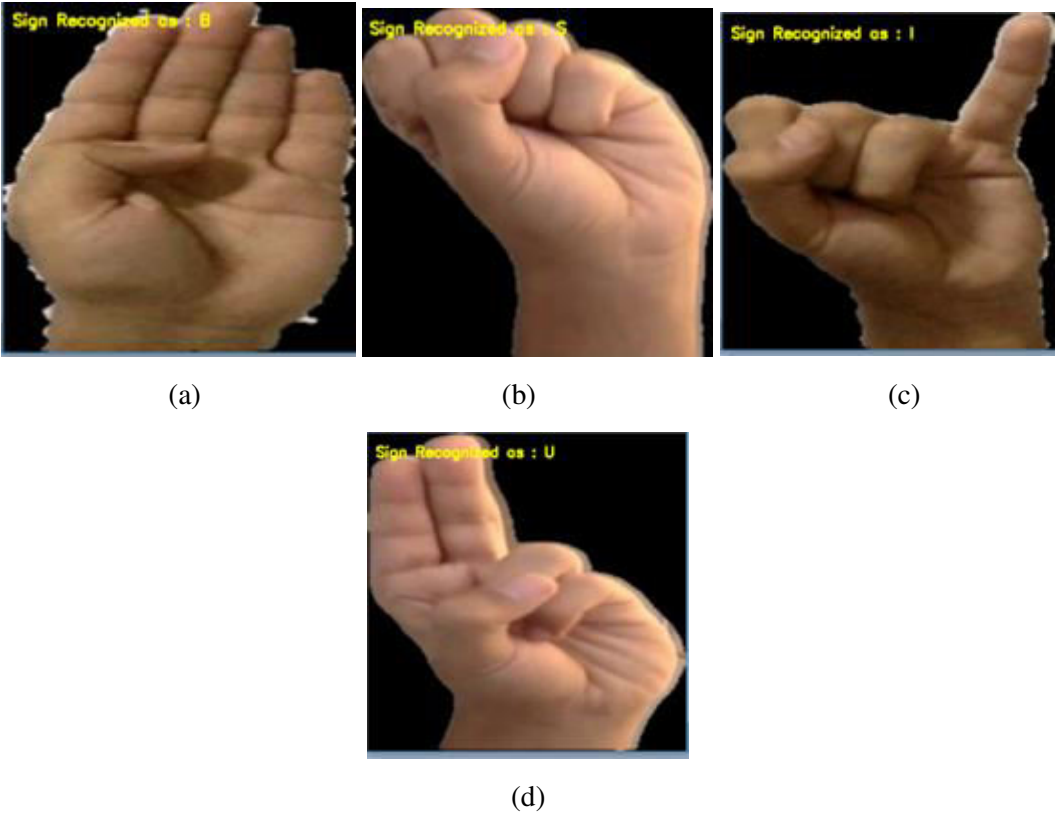 Sign Recognized as : B
Sign Recognized as : S
Sign Recognized as : I
(a)
(b)
(c)
Sign Recognized as : U
(d)